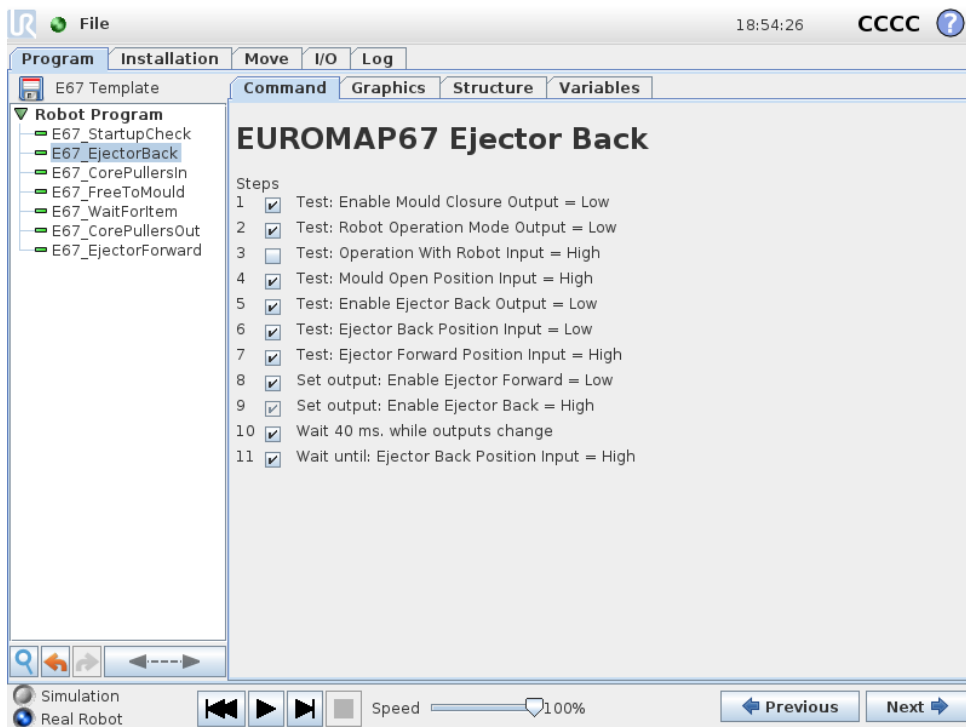 UR File 18:54:26 CCCC ?
Program Installation Move I/O Log
E67 Template Command Graphics Structure Variables
Robot Program
E67_StartupCheck
E67_EjectorBack
E67_CorePullersIn
E67_FreeToMould
E67_WaitForItem
E67_CorePullersOut
E67_EjectorForward
EUROMAP67 Ejector Back
Steps
1 Test: Enable Mould Closure Output = Low
2 Test: Robot Operation Mode Output = Low
3 Test: Operation With Robot Input = High
4 Test: Mould Open Position Input = High
5 Test: Enable Ejector Back Output = Low
6 Test: Ejector Back Position Input = Low
7 Test: Ejector Forward Position Input = High
8 Set output: Enable Ejector Forward = Low
9 Set output: Enable Ejector Back = High
10 Wait 40 ms. while outputs change
11 Wait until: Ejector Back Position Input = High
Simulation
Real Robot
Speed 100% Previous Next